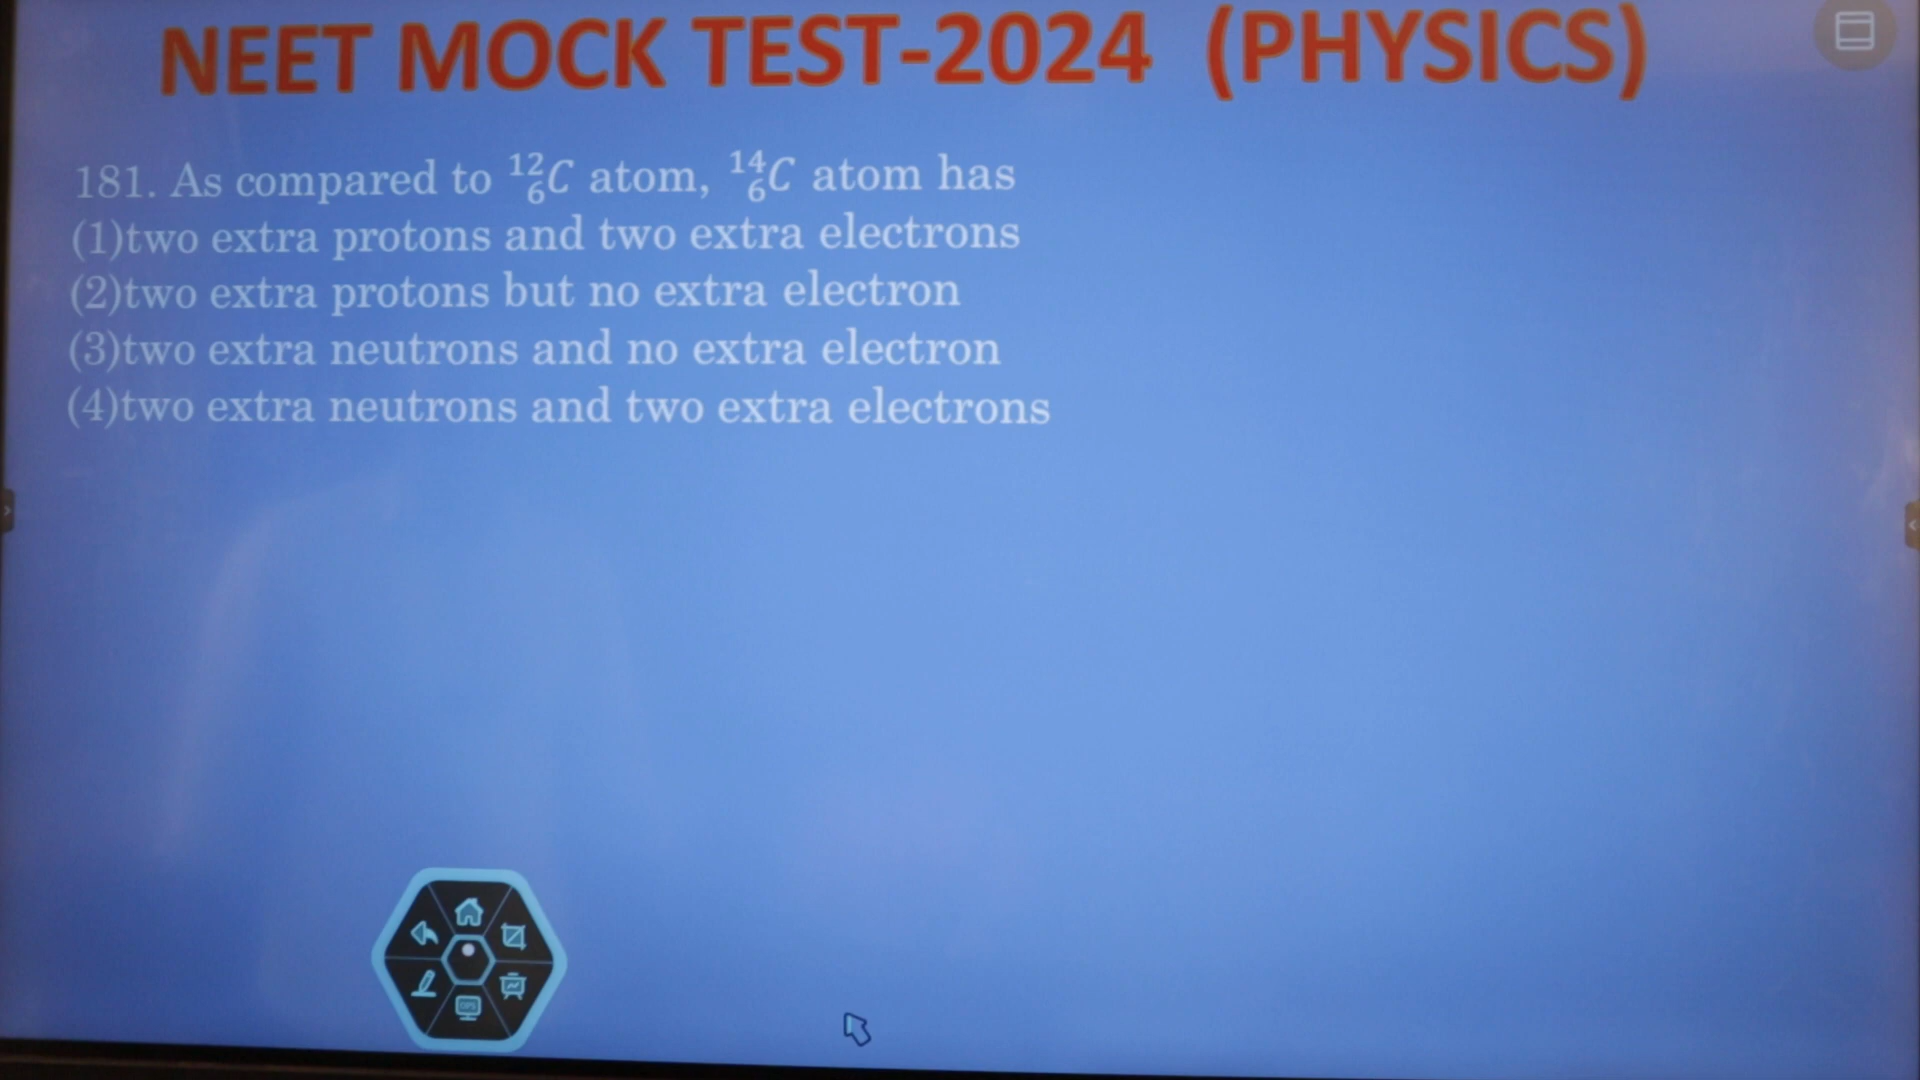 NEET MOCK TEST-2024 (PHYSICS)
181. As compared to ¹²₆C atom, ¹⁴₆C atom has
(1)two extra protons and two extra electrons
(2)two extra protons but no extra electron
(3)two extra neutrons and no extra electron
(4)two extra neutrons and two extra electrons
OPS